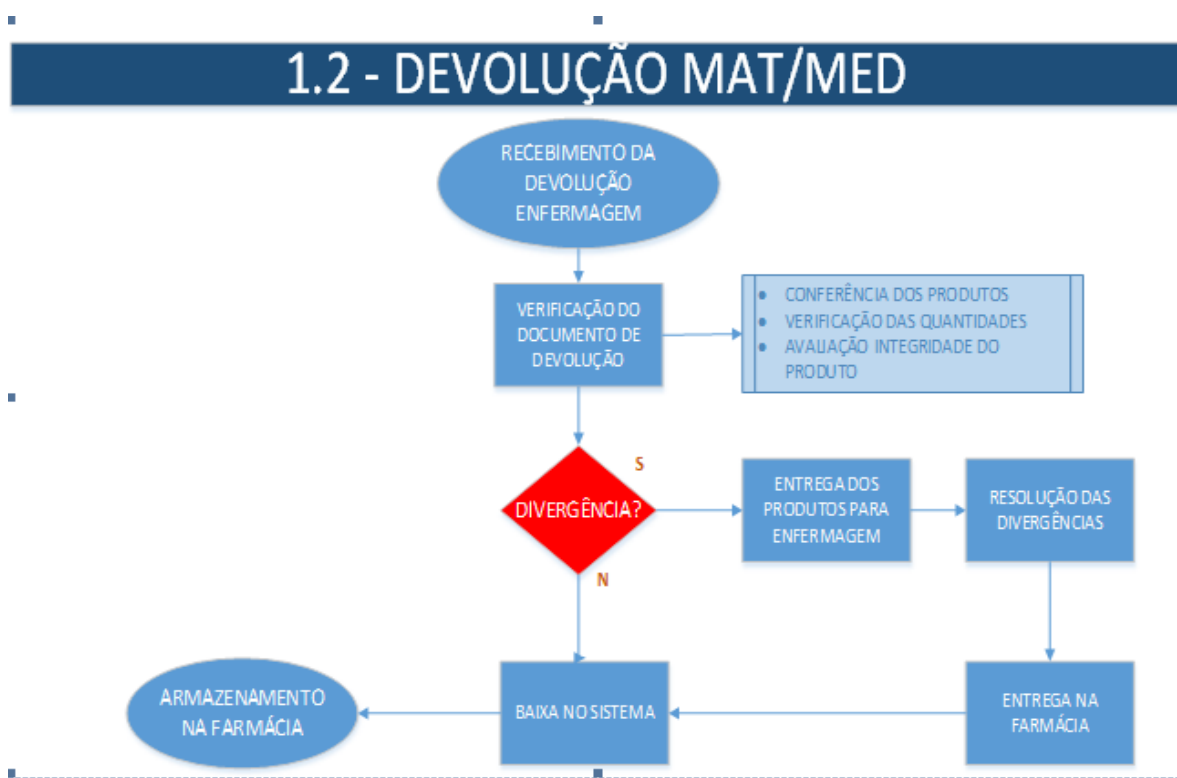 1.2 - DEVOLUÇÃO MAT/MED
RECEBIMENTO DA
DEVOLUÇÃO
ENFERMAGEM
VERIFICAÇÃO DO
DOCUMENTO DE
DEVOLUÇÃO
• CONFERÊNCIA DOS PRODUTOS
• VERIFICAÇÃO DAS QUANTIDADES
• AVALIAÇÃO INTEGRIDADE DO
PRODUTO
DIVERGÊNCIA?
S
N
ENTREGA DOS
PRODUTOS PARA
ENFERMAGEM
RESOLUÇÃO DAS
DIVERGÊNCIAS
ENTREGA NA
FARMÁCIA
BAIXA NO SISTEMA
ARMAZENAMENTO
NA FARMÁCIA